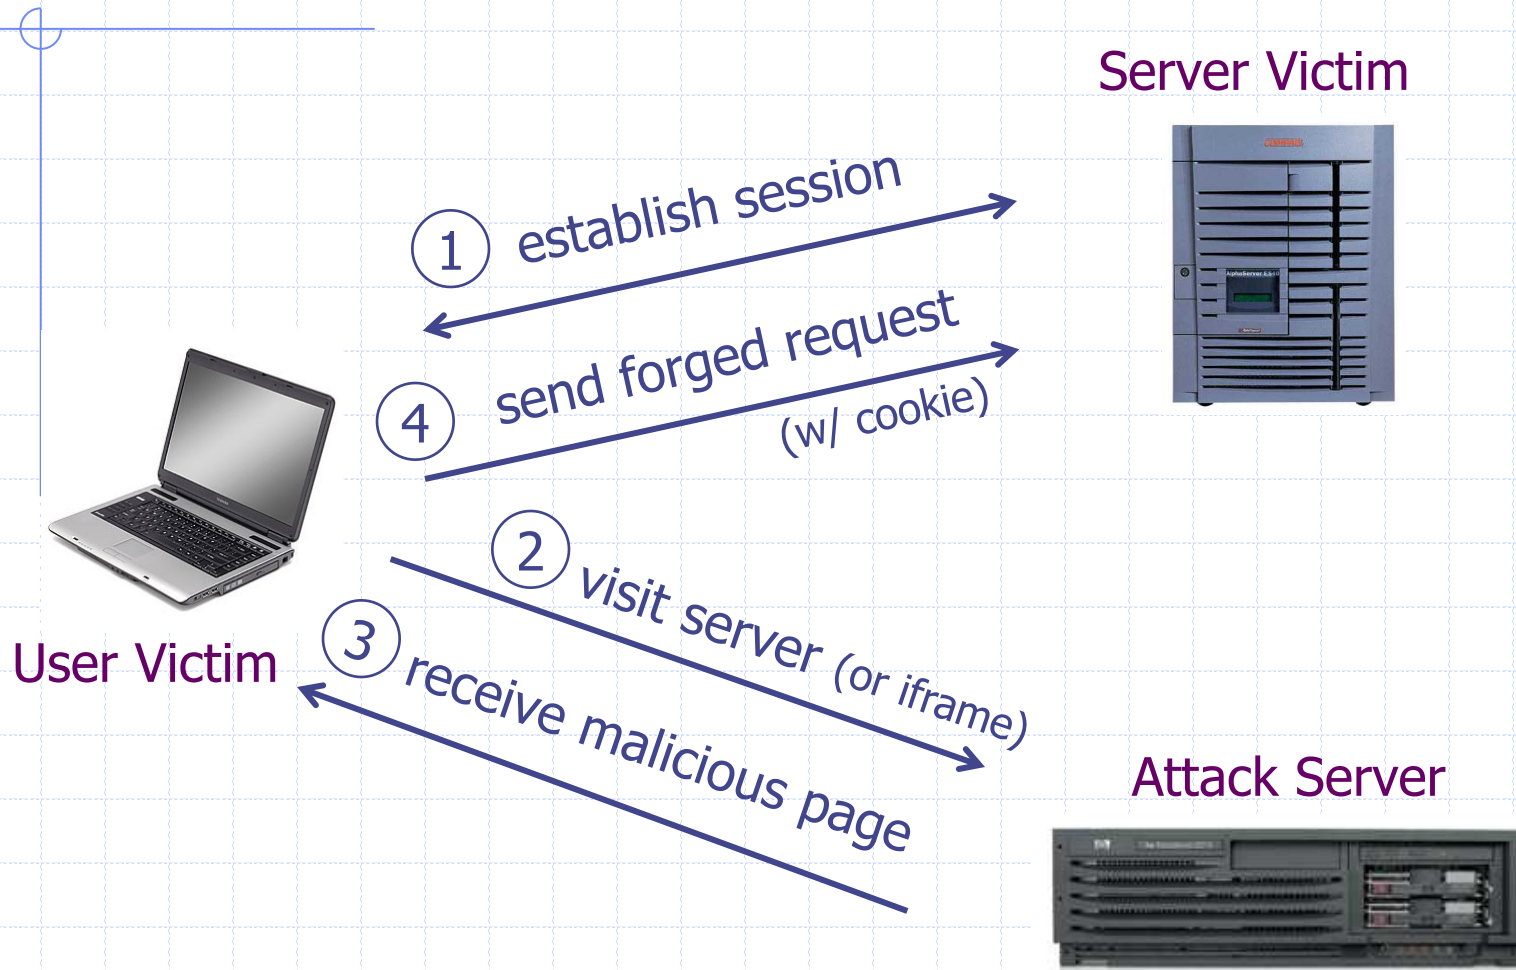 Server Victim
1 establish session
4 send forged request
(w/ cookie)
2 visit server (or iframe)
3 receive malicious page
User Victim
Attack Server